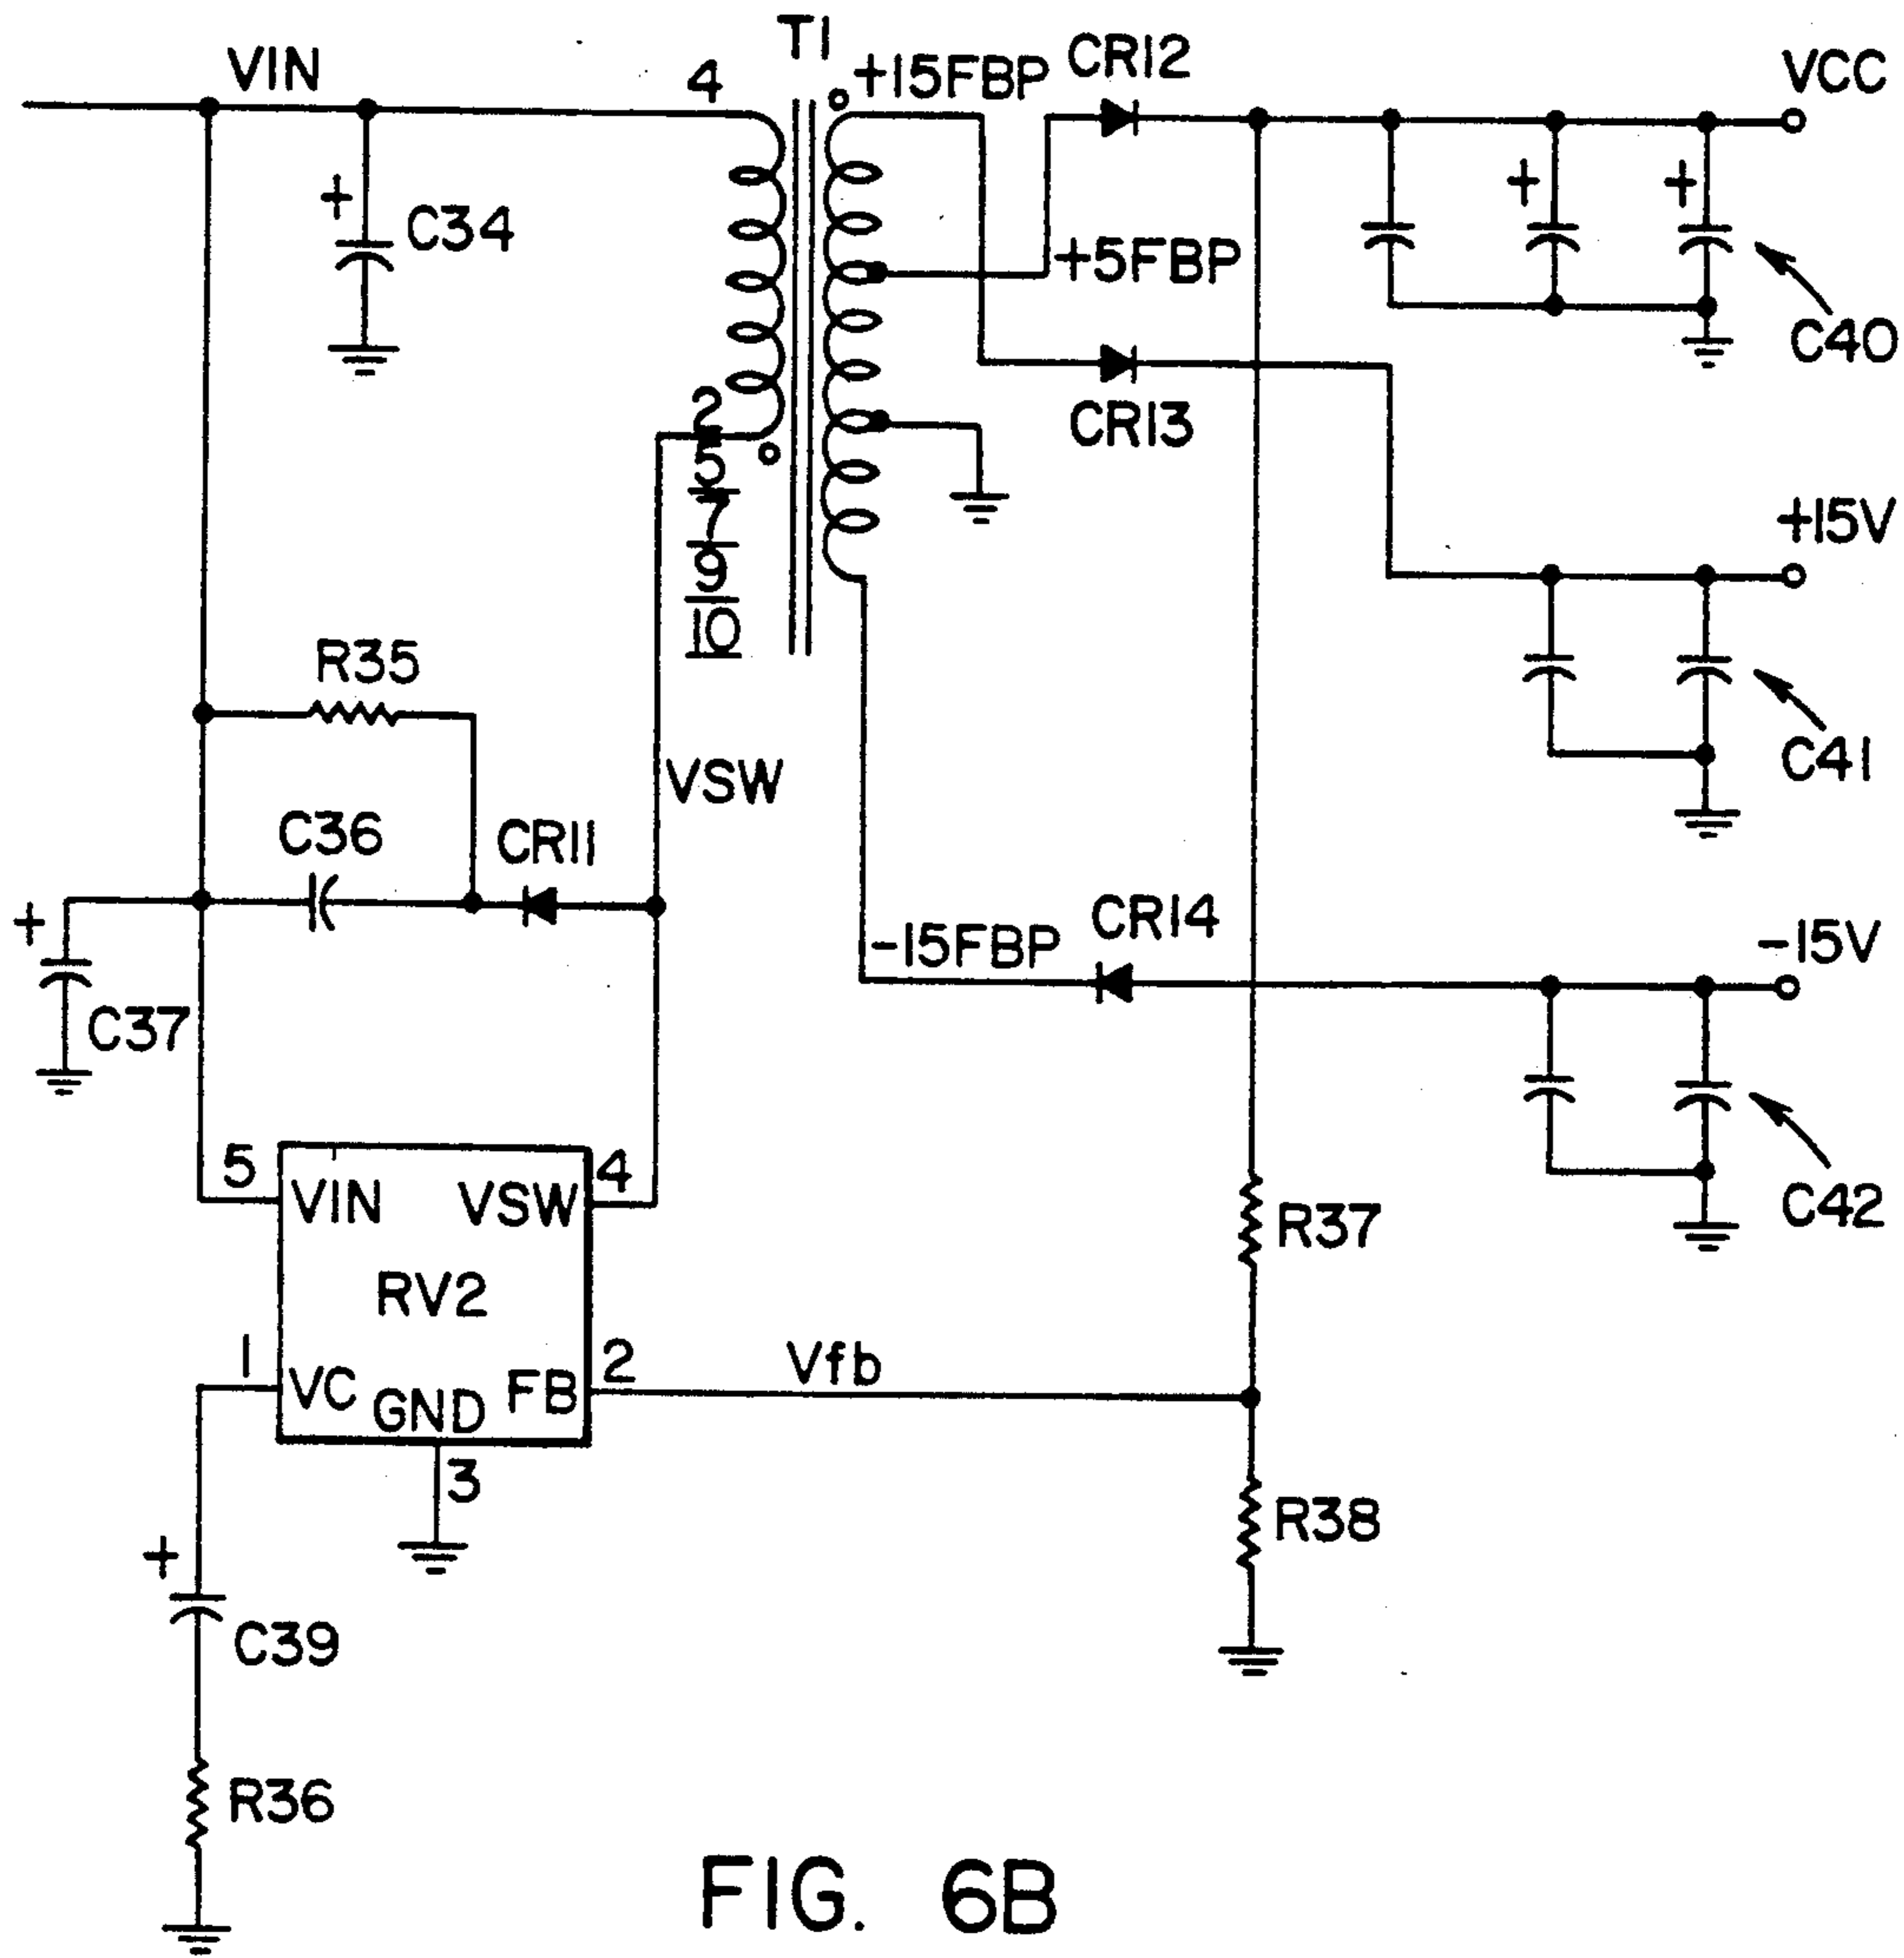 T1
VIN
4
+15FBP
CR12
VCC
+
C34
+5FBP
+
+
C40
2
5
7
9
10
CR13
+15V
R35
VSW
C41
C36
CR11
+
C37
-15FBP
CR14
-15V
C42
5
VIN
VSW
4
R37
RV2
1
VC
GND
FB
2
Vfb
3
R38
+
C39
R36
FIG. 6B